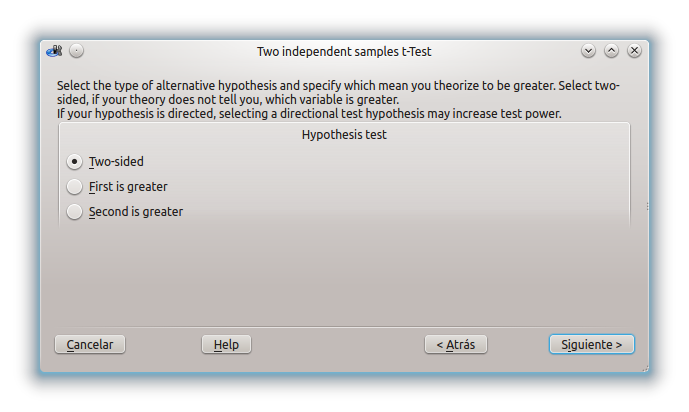 Two independent samples t-Test
Select the type of alternative hypothesis and specify which mean you theorize to be greater. Select two-
sided, if your theory does not tell you, which variable is greater.
If your hypothesis is directed, selecting a directional test hypothesis may increase test power.
Hypothesis test
Two-sided
First is greater
Second is greater
Cancelar Help < Atrás Siguiente >